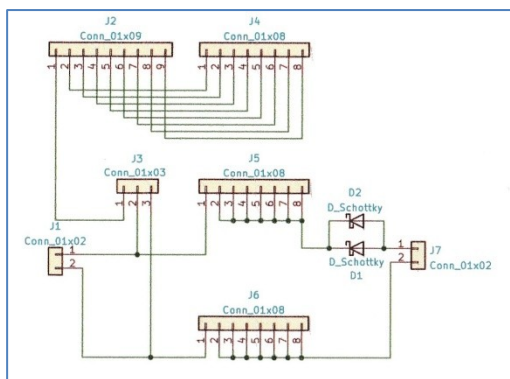 J2
Conn_01x09
1 2 3 4 5 6 7 8 9
J4
Conn_01x08
1 2 3 4 5 6 7 8
J3
Conn_01x03
1 2 3
J5
Conn_01x08
1 2 3 4 5 6 7 8
D2
D_Schottky
D_Schottky
D1
J1
Conn_01x02
1
2
1
2
J7
Conn_01x02
J6
Conn_01x08
1 2 3 4 5 6 7 8